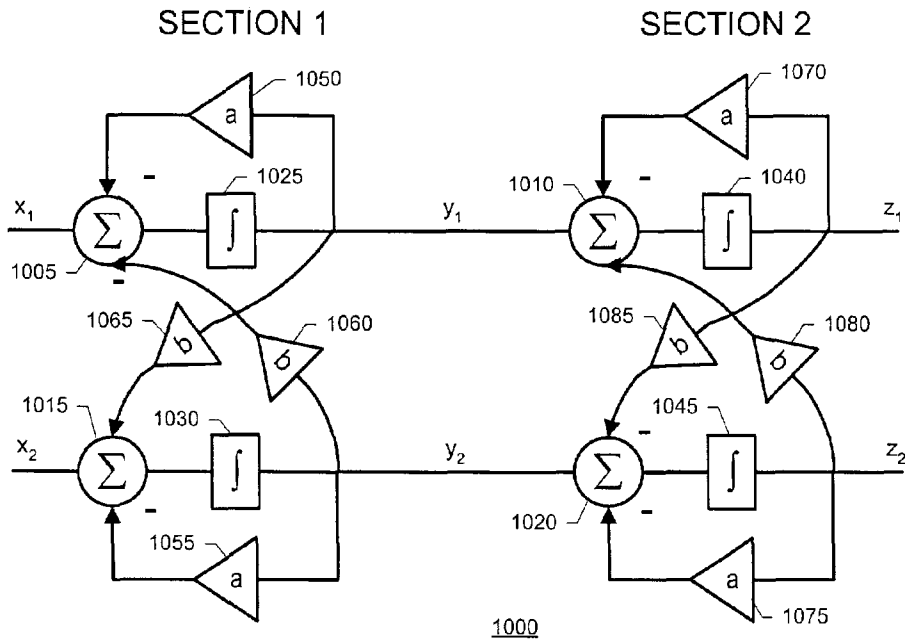 SECTION 1
SECTION 2
1050
1070
a
a
-
1025
-
1040
1010
x1
Σ
∫
y1
Σ
∫
z1
1005
-
1065
1060
1085
1080
b
b
b
b
1015
1030
1045
x2
Σ
∫
y2
-
Σ
∫
z2
-
1055
1020
-
a
a
1075
1000